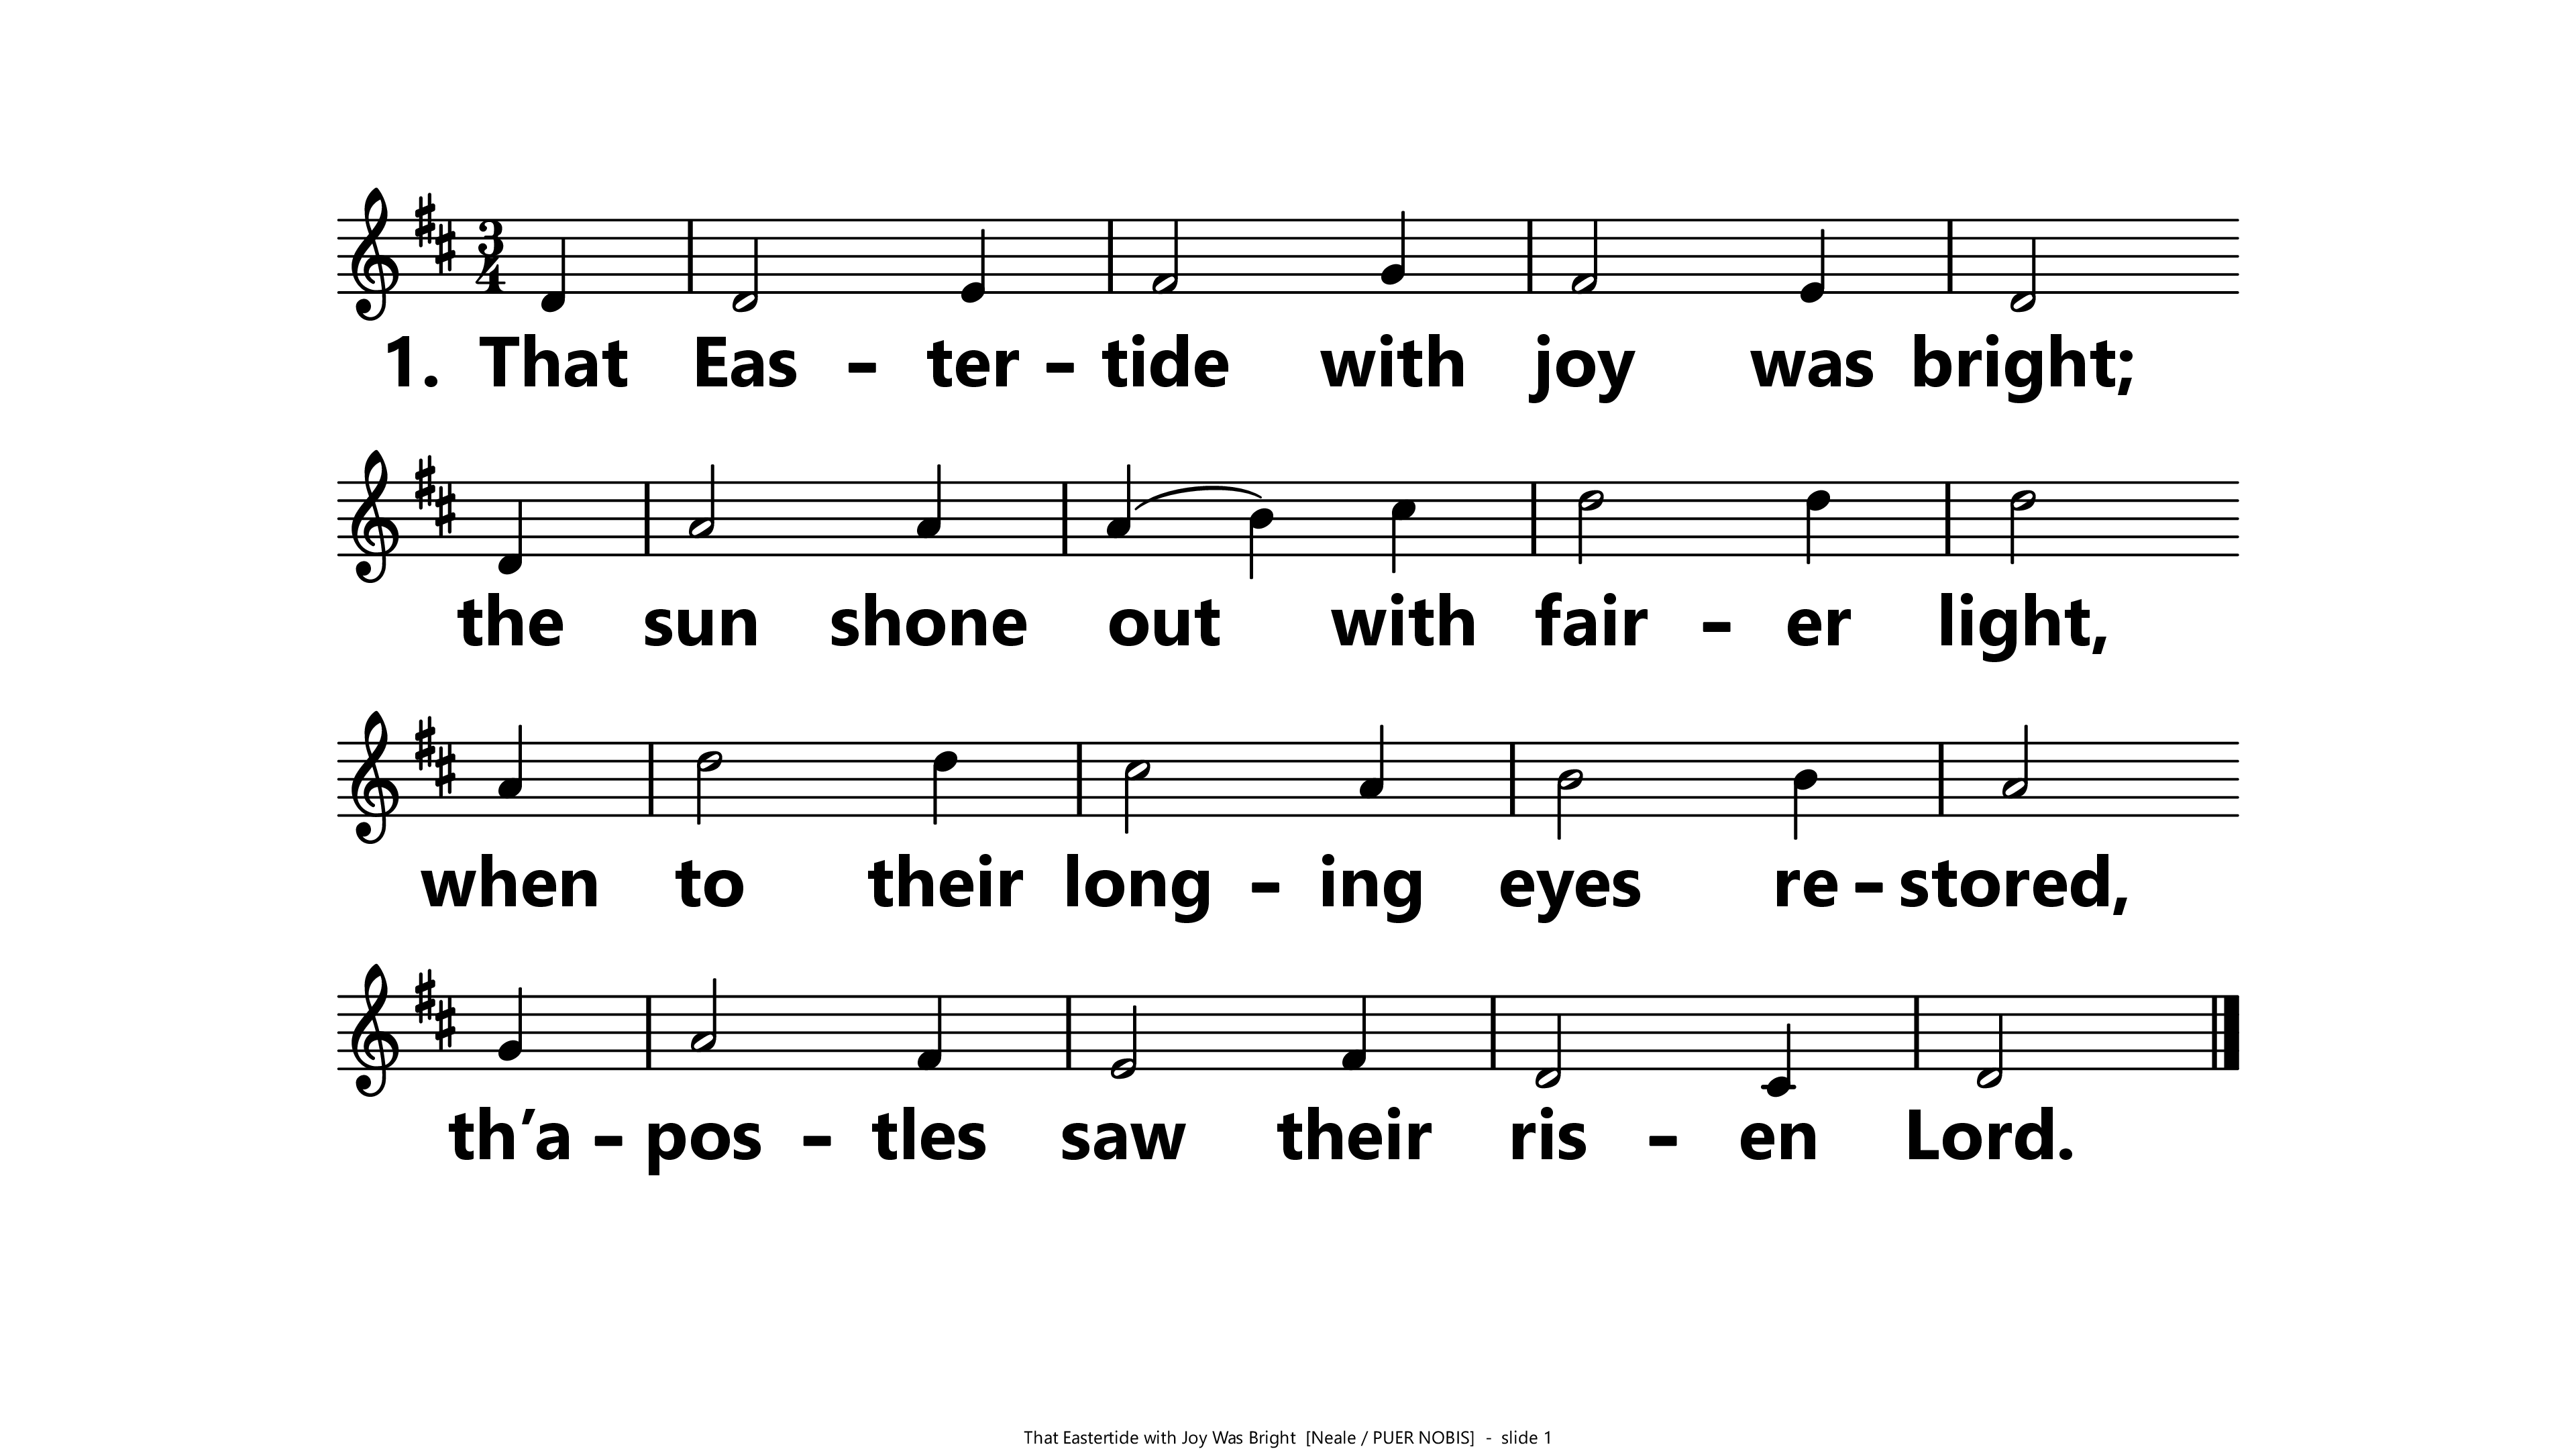 3
4
1. That Eas - ter - tide with joy was bright;
the sun shone out with fair - er light,
when to their long - ing eyes re - stored,
th’a - pos - tles saw their ris - en Lord.
That Eastertide with Joy Was Bright [Neale / PUER NOBIS] - slide 1